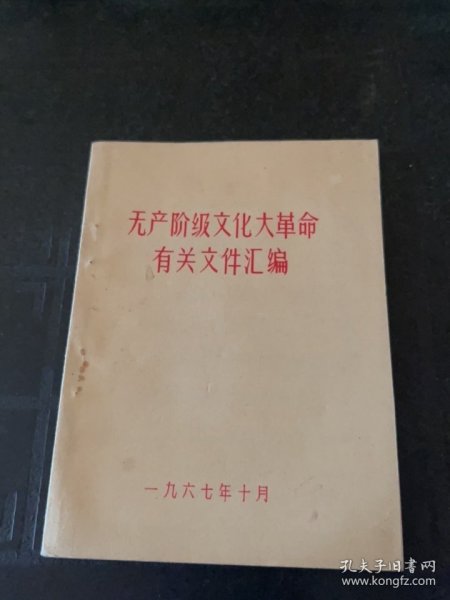 无产阶级文化大革命
有关文件汇编
一九六七年十月
孔夫子旧书网
www.kongfz.com